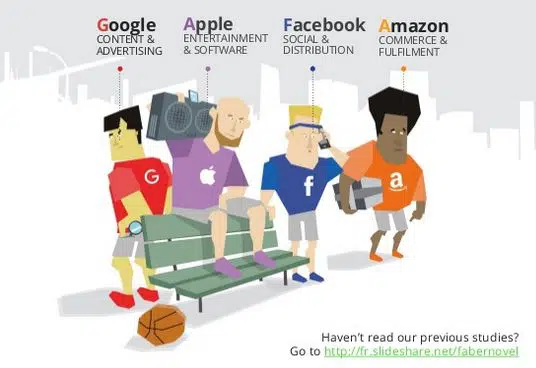 Google
CONTENT &
ADVERTISING
Apple
ENTERTAINMENT
& SOFTWARE
Facebook
SOCIAL &
DISTRIBUTION
Amazon
COMMERCE &
FULFILMENT
G
f
a
Haven't read our previous studies?
Go to http://fr.slideshare.net/fabernovel